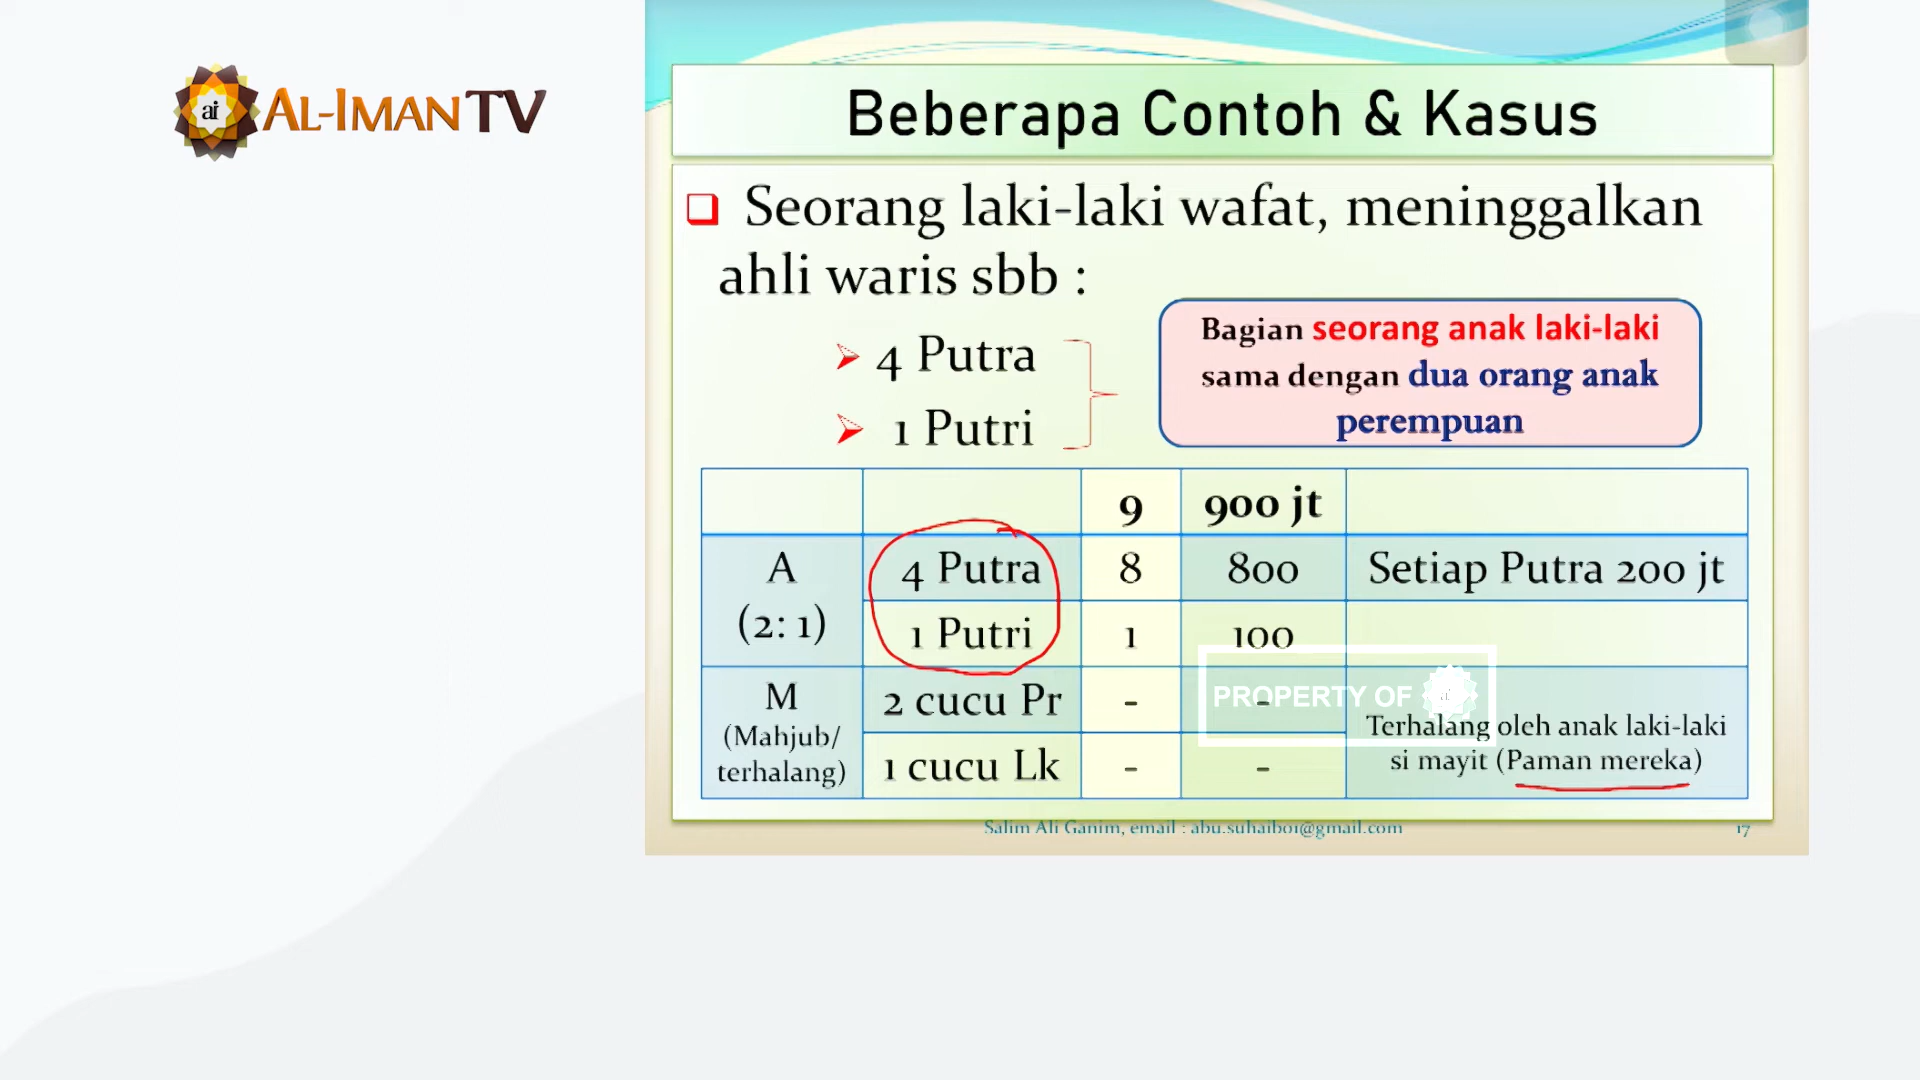 ai AL-IMAN TV
Beberapa Contoh & Kasus
Seorang laki-laki wafat, meninggalkan
ahli waris sbb :
4 Putra
1 Putri
Bagian seorang anak laki-laki
sama dengan dua orang anak
perempuan
9 900 jt
A (2: 1) 4 Putra 8 800 Setiap Putra 200 jt
1 Putri 1 100
M (Mahjub/ terhalang) 2 cucu Pr - -
1 cucu Lk - -
Terhalang oleh anak laki-laki
si mayit (Paman mereka)
PROPERTY OF ai
Salim Ali Ganim, email : abu.suhaib01@gmail.com 17